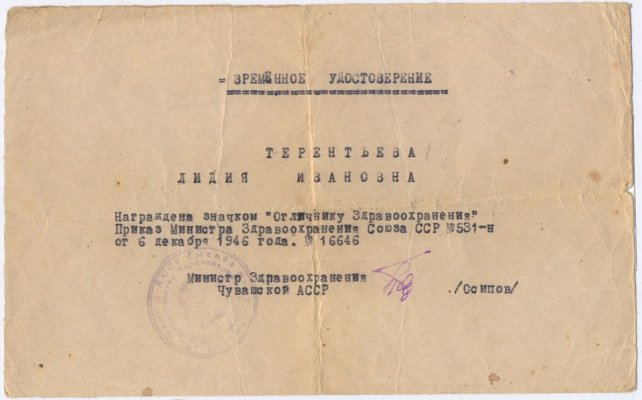 = ВРЕМЕННОЕ УДОСТОВЕРЕНИЕ
ТЕРЕНТЬЕВА
ЛИДИЯ ИВАНОВНА
Награждена значком "Отличнику Здравоохранения"
Приказ Министра Здравоохранения Союза ССР №531-н
от 6 декабря 1946 года. № 16646
Министр Здравоохранения
Чувашской АССР /Осипов/